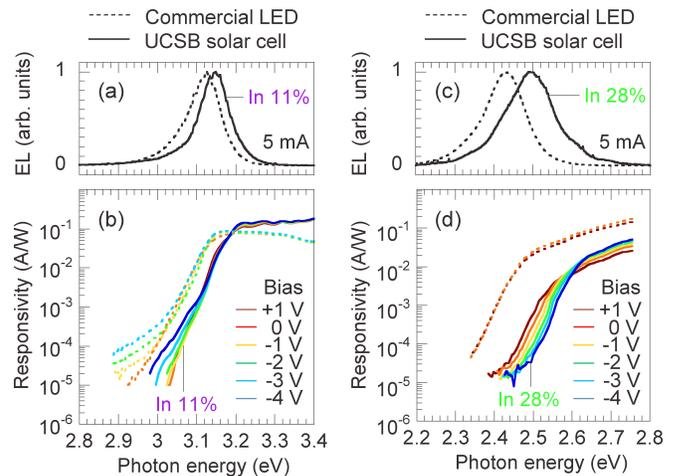 Commercial LED
UCSB solar cell
Commercial LED
UCSB solar cell
EL (arb. units)
1
0
(a)
In 11%
5 mA
EL (arb. units)
1
0
(c)
In 28%
5 mA
Responsivity (A/W)
10-1
10-2
10-3
10-4
10-5
10-6
(b)
Bias
+1 V
0 V
-1 V
-2 V
-3 V
-4 V
In 11%
2.8 2.9 3 3.1 3.2 3.3 3.4
Photon energy (eV)
Responsivity (A/W)
10-1
10-2
10-3
10-4
10-5
10-6
(d)
Bias
+1 V
0 V
-1 V
-2 V
-3 V
-4 V
In 28%
2.2 2.3 2.4 2.5 2.6 2.7 2.8
Photon energy (eV)